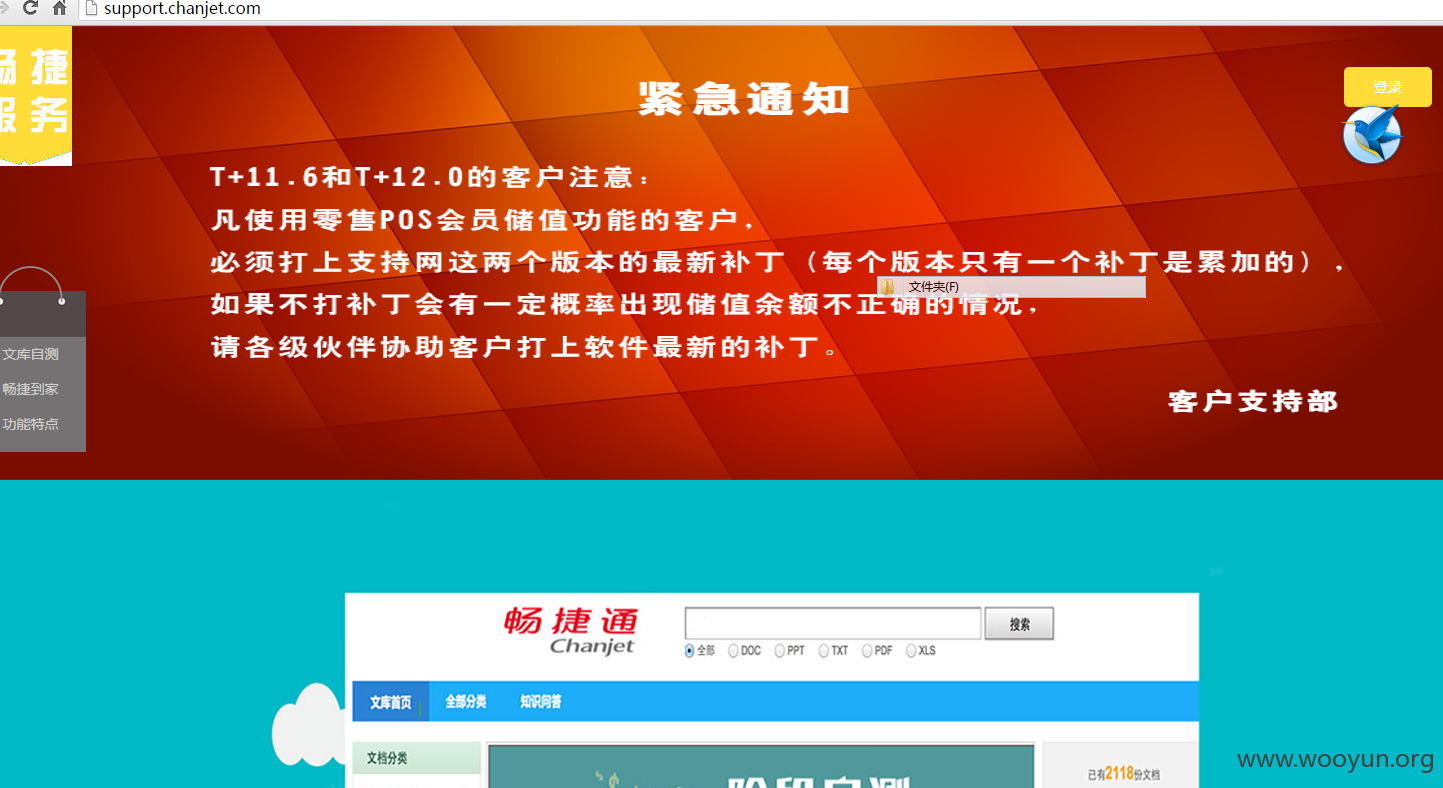 support.chanjet.com
畅捷
服务
紧急通知
登录
T+11.6和T+12.0的客户注意：
凡使用零售POS会员储值功能的客户，
必须打上支持网这两个版本的最新补丁（每个版本只有一个补丁是累加的），
文件夹(F)
如果不打补丁会有一定概率出现储值余额不正确的情况，
请各级伙伴协助客户打上软件最新的补丁。
客户支持部
文库自测
畅捷到家
功能特点
畅捷通
Chanjet
搜索
全部 DOC PPT TXT PDF XLS
文库首页 全部分类 知识问答
文档分类
阶段自测
已有2118份文档
www.wooyun.org